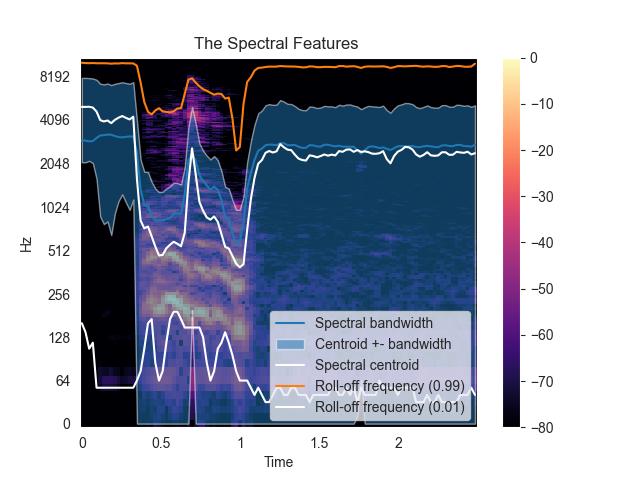 The Spectral Features
8192
4096
2048
1024
512
256
128
64
0
Hz
0
0.5
1
1.5
2
Time
Spectral bandwidth
Centroid +- bandwidth
Spectral centroid
Roll-off frequency (0.99)
Roll-off frequency (0.01)
0
−10
−20
−30
−40
−50
−60
−70
−80